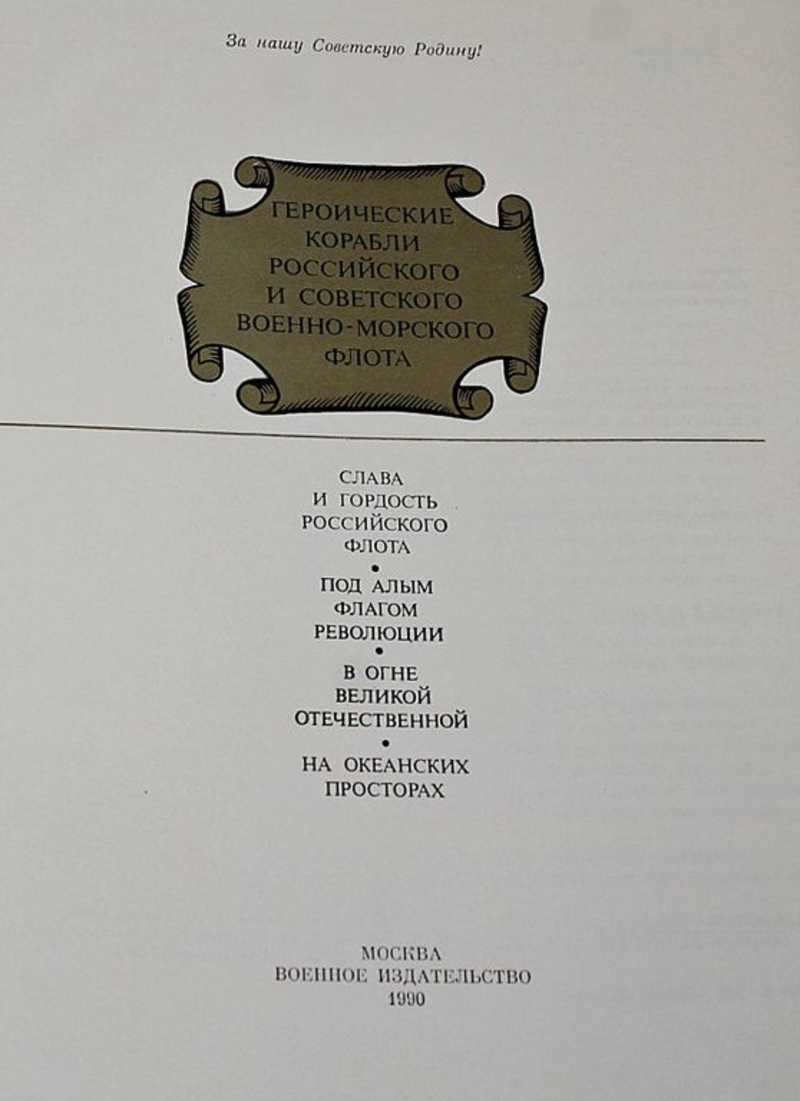 За нашу Советскую Родину!
ГЕРОИЧЕСКИЕ
КОРАБЛИ
РОССИЙСКОГО
И СОВЕТСКОГО
ВОЕННО-МОРСКОГО
ФЛОТА
СЛАВА
И ГОРДОСТЬ
РОССИЙСКОГО
ФЛОТА
•
ПОД АЛЫМ
ФЛАГОМ
РЕВОЛЮЦИИ
•
В ОГНЕ
ВЕЛИКОЙ
ОТЕЧЕСТВЕННОЙ
•
НА ОКЕАНСКИХ
ПРОСТОРАХ
МОСКВА
ВОЕННОЕ ИЗДАТЕЛЬСТВО
1990